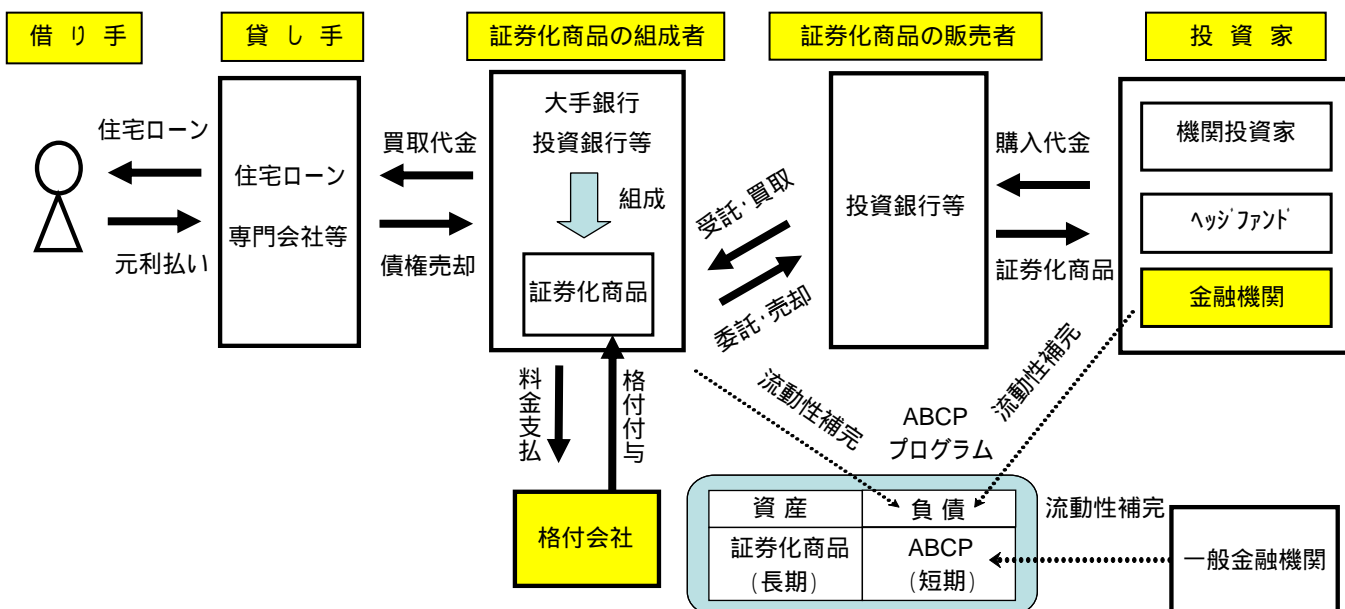 借り手
貸し手
証券化商品の組成者
証券化商品の販売者
投資家
住宅ローン
元利払い
住宅ローン
専門会社等
買取代金
債権売却
大手銀行
投資銀行等
組成
証券化商品
受託・買取
委託・売却
投資銀行等
購入代金
証券化商品
機関投資家
ヘッジファンド
金融機関
料金支払
格付付与
格付会社
流動性補完
ABCP
プログラム
流動性補完
資産
負債
証券化商品
(長期)
ABCP
(短期)
流動性補完
一般金融機関